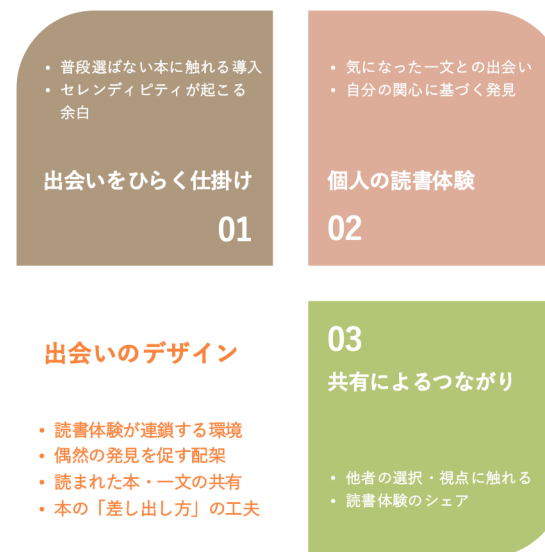 ・普段選ばない本に触れる導入
・セレンディピティが起こる
余白
出会いをひらく仕掛け
01
・気になった一文との出会い
・自分の関心に基づく発見
個人の読書体験
02
出会いのデザイン
・読書体験が連鎖する環境
・偶然の発見を促す配架
・読まれた本・一文の共有
・本の「差し出し方」の工夫
03
共有によるつながり
・他者の選択・視点に触れる
・読書体験のシェア